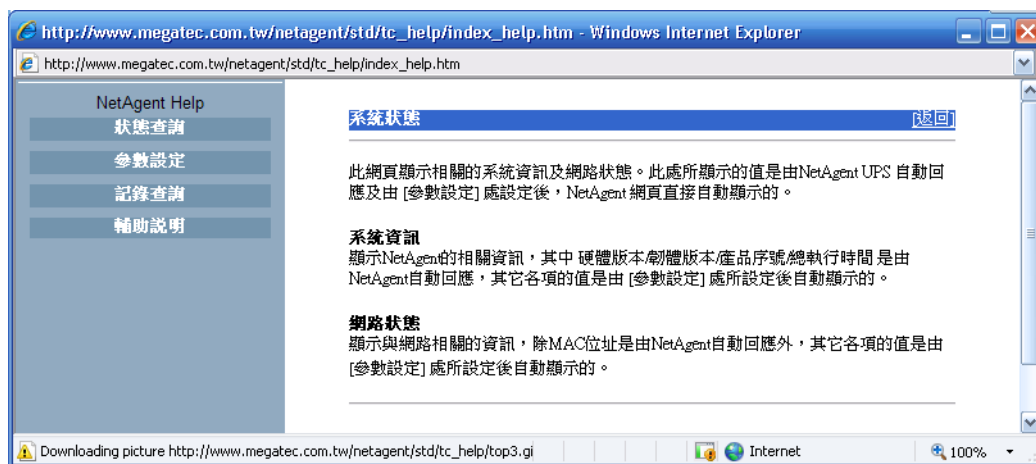 http://www.megatec.com.tw/netagent/std/tc_help/index_help.htm - Windows Internet Explorer
http://www.megatec.com.tw/netagent/std/tc_help/index_help.htm
NetAgent Help
狀態查詢
參數設定
記錄查詢
輔助說明
系統狀態 [返回]
此網頁顯示相關的系統資訊及網路狀態。此處所顯示的值是由NetAgent UPS 自動回
應及由 [參數設定] 處設定後，NetAgent 網頁直接自動顯示的。
系統資訊
顯示NetAgent的相關資訊，其中 硬體版本/韌體版本/產品序號/總執行時間 是由
NetAgent自動回應，其它各項的值是由 [參數設定] 處所設定後自動顯示的。
網路狀態
顯示與網路相關的資訊，除MAC位址是由NetAgent自動回應外，其它各項的值是由
[參數設定] 處所設定後自動顯示的。
Downloading picture http://www.megatec.com.tw/netagent/std/tc_help/top3.gi
Internet
100%